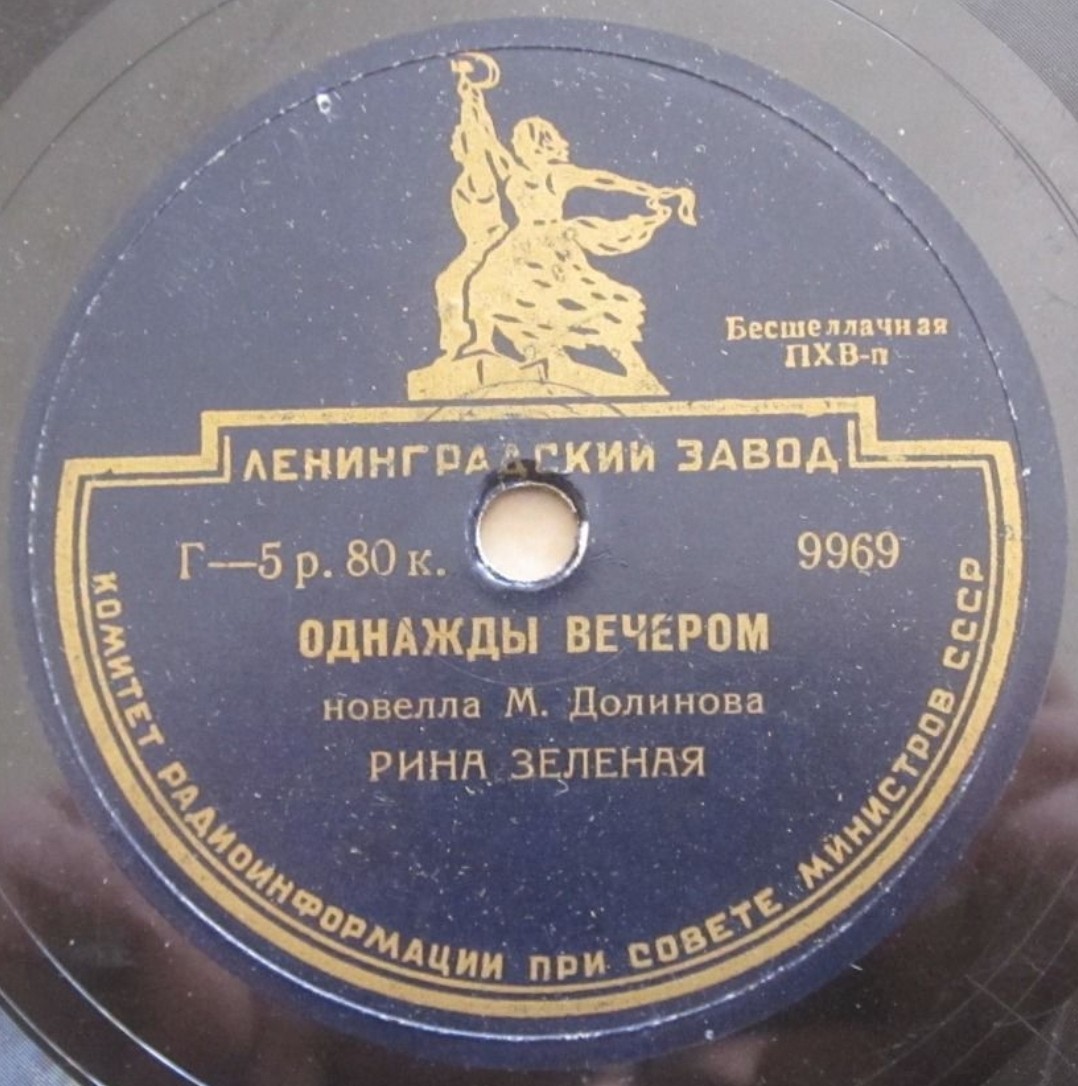 Бесшеллачная
ПХВ-п
ЛЕНИНГРАДСКИЙ ЗАВОД
Г—5 р. 80 к.
9969
ОДНАЖДЫ ВЕЧЕРОМ
новелла М. Долинова
РИНА ЗЕЛЕНАЯ
КОМИТЕТ РАДИОИНФОРМАЦИИ ПРИ СОВЕТЕ МИНИСТРОВ СССР